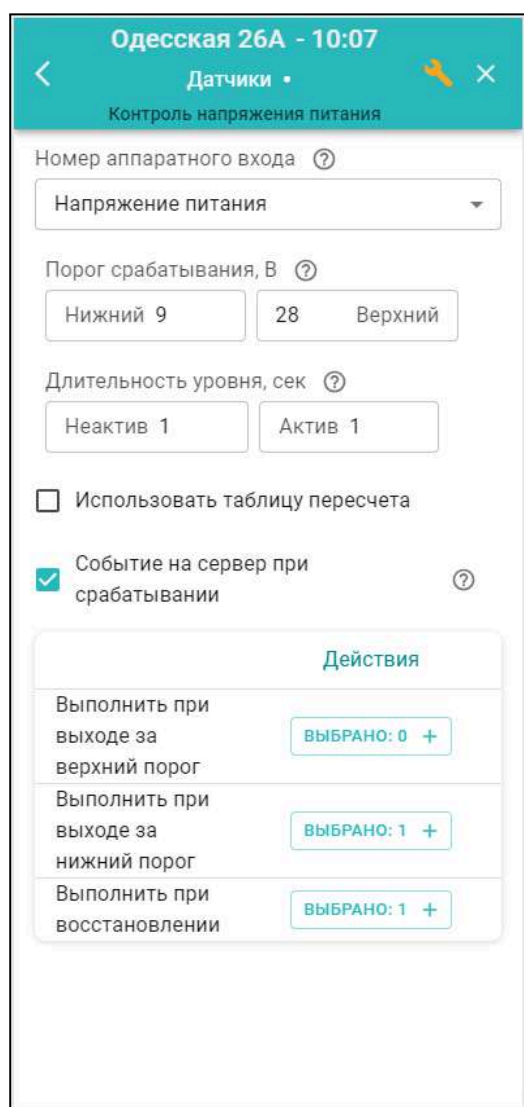 Одесская 26А - 10:07
Датчики •
Контроль напряжения питания
Номер аппаратного входа ?
Напряжение питания
Порог срабатывания, В ?
Нижний 9 28 Верхний
Длительность уровня, сек ?
Неактив 1 Актив 1
Использовать таблицу пересчета
Событие на сервер при
срабатывании ?
Действия
Выполнить при
выходе за
верхний порог
ВЫБРАНО: 0 +
Выполнить при
выходе за
нижний порог
ВЫБРАНО: 1 +
Выполнить при
восстановлении
ВЫБРАНО: 1 +